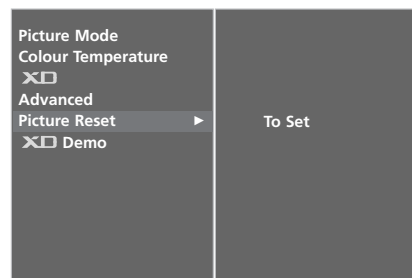 Picture Mode
Colour Temperature
XD
Advanced
Picture Reset ▶ To Set
XD Demo